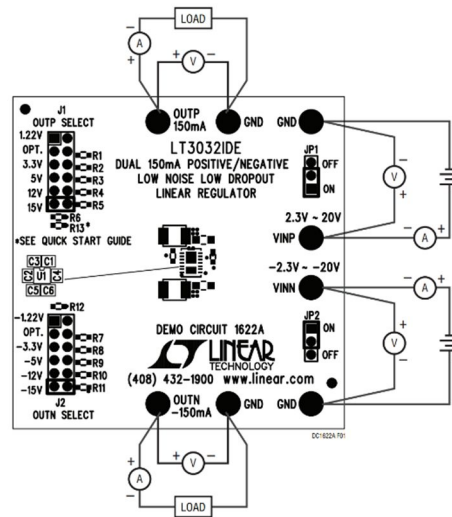 LOAD
− A +
− V +
OUTP
150mA
GND
GND
J1
OUTP SELECT
1.22V
OPT.
3.3V
5V
12V
15V
R1
R2
R3
R4
R5
R6
R13*
*SEE QUICK START GUIDE
LT3032IDE
DUAL 150mA POSITIVE/NEGATIVE
LOW NOISE LOW DROPOUT
LINEAR REGULATOR
JP1
OFF
ON
− V +
2.3V ~ 20V
VINP
+ A −
−2.3V ~ −20V
VINN
− A +
C3 C1
C2 U1 C4
C5 C6
R12
−1.22V
OPT.
−3.3V
−5V
−12V
−15V
R7
R8
R9
R10
R11
J2
OUTN SELECT
DEMO CIRCUIT 1622A
LT LINEAR
TECHNOLOGY
(408) 432-1900 www.linear.com
JP2
ON
OFF
− V +
OUTN
-150mA
GND
GND
DC1622A F01
+ V −
+ A −
LOAD